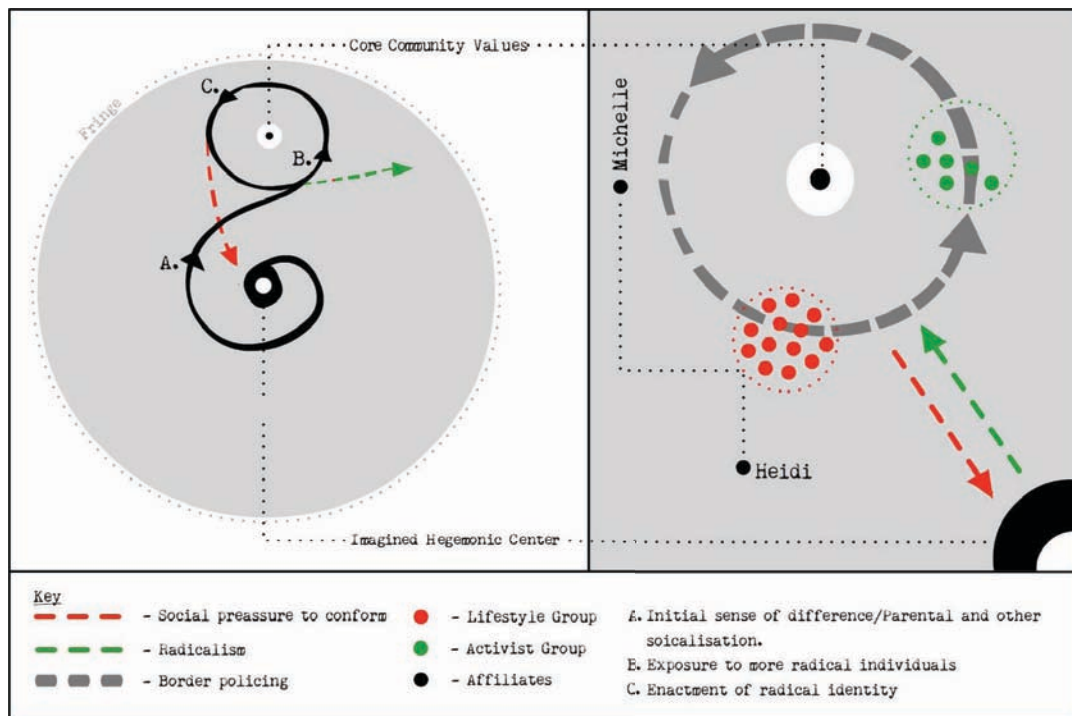 Core Community Values
Fringe
C.
B.
A.
Michelle
Heidi
Imagined Hegemonic Center
Key
- Social preassure to conform
- Radicalism
- Border policing
- Lifestyle Group
- Activist Group
- Affiliates
A. Initial sense of difference/Parental and other
soicalisation.
B. Exposure to more radical individuals
C. Enactment of radical identity